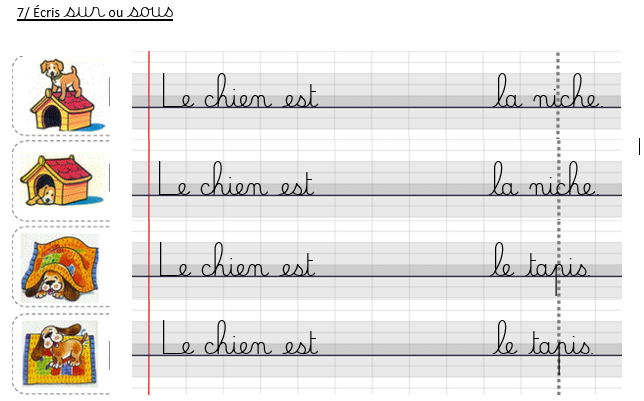 7/ Écris sur ou sous
Le chien est la niche.
Le chien est la niche.
Le chien est le tapis.
Le chien est le tapis.